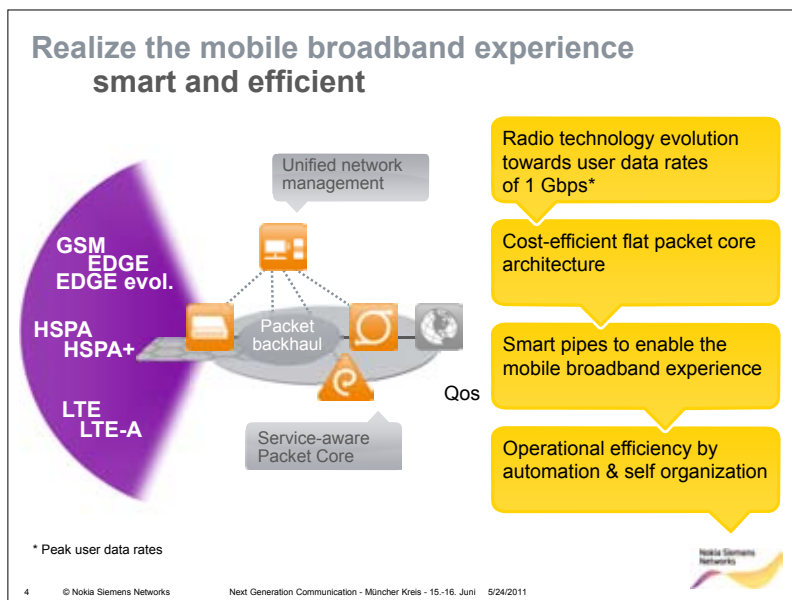 Realize the mobile broadband experience
smart and efficient
Unified network
management
GSM
EDGE
EDGE evol.
HSPA
HSPA+
LTE
LTE-A
Packet
backhaul
Qos
Service-aware
Packet Core
Radio technology evolution
towards user data rates
of 1 Gbps*
Cost-efficient flat packet core
architecture
Smart pipes to enable the
mobile broadband experience
Operational efficiency by
automation & self organization
* Peak user data rates
Nokia Siemens
Networks
4 © Nokia Siemens Networks Next Generation Communication - Müncher Kreis - 15.-16. Juni 5/24/2011